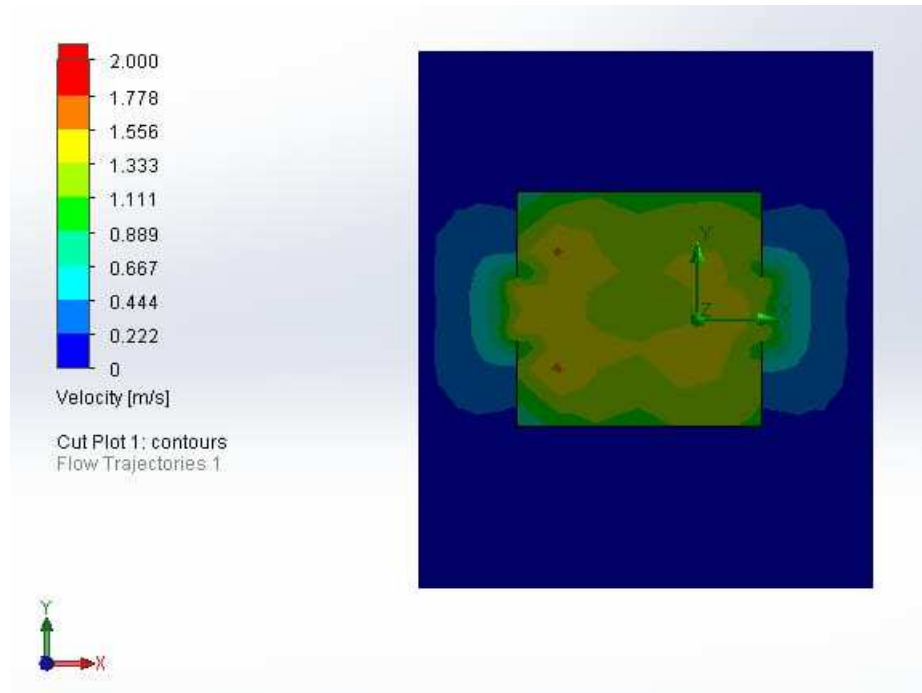 2.000
1.778
1.556
1.333
1.111
0.889
0.667
0.444
0.222
0
Velocity [m/s]
Cut Plot 1: contours
Flow Trajectories 1
Y
Z
Y
X